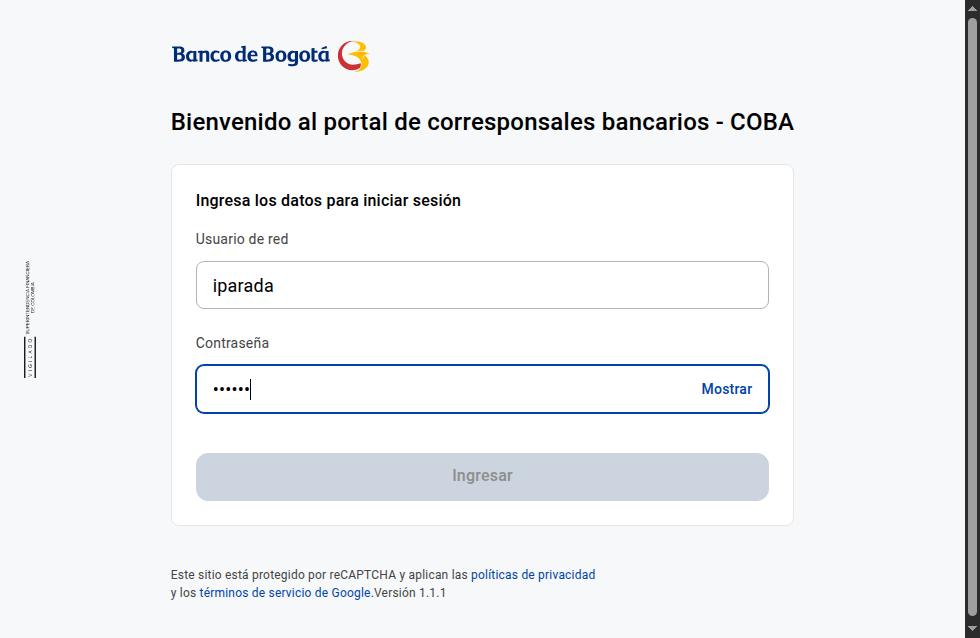 Banco de Bogotá
Bienvenido al portal de corresponsales bancarios - COBA
Ingresa los datos para iniciar sesión
Usuario de red
iparada
Contraseña
••••••
Mostrar
Ingresar
Este sitio está protegido por reCAPTCHA y aplican las políticas de privacidad
y los términos de servicio de Google.Versión 1.1.1
VIGILADO
SUPERINTENDENCIA FINANCIERA
DE COLOMBIA